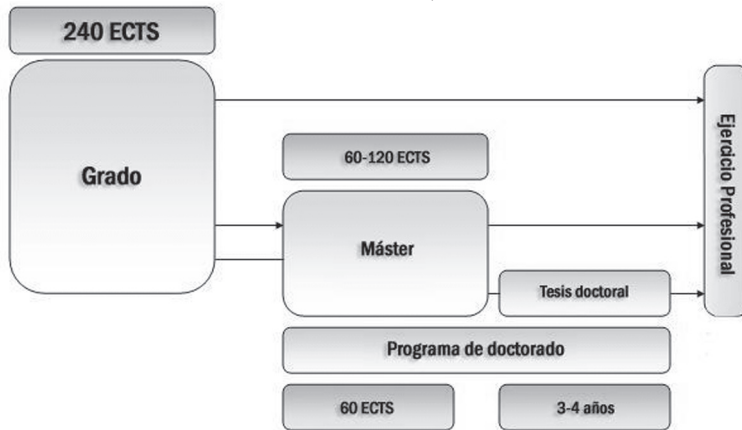 240 ECTS
Grado
60-120 ECTS
Máster
Tesis doctoral
Ejercicio Profesional
Programa de doctorado
60 ECTS
3-4 años